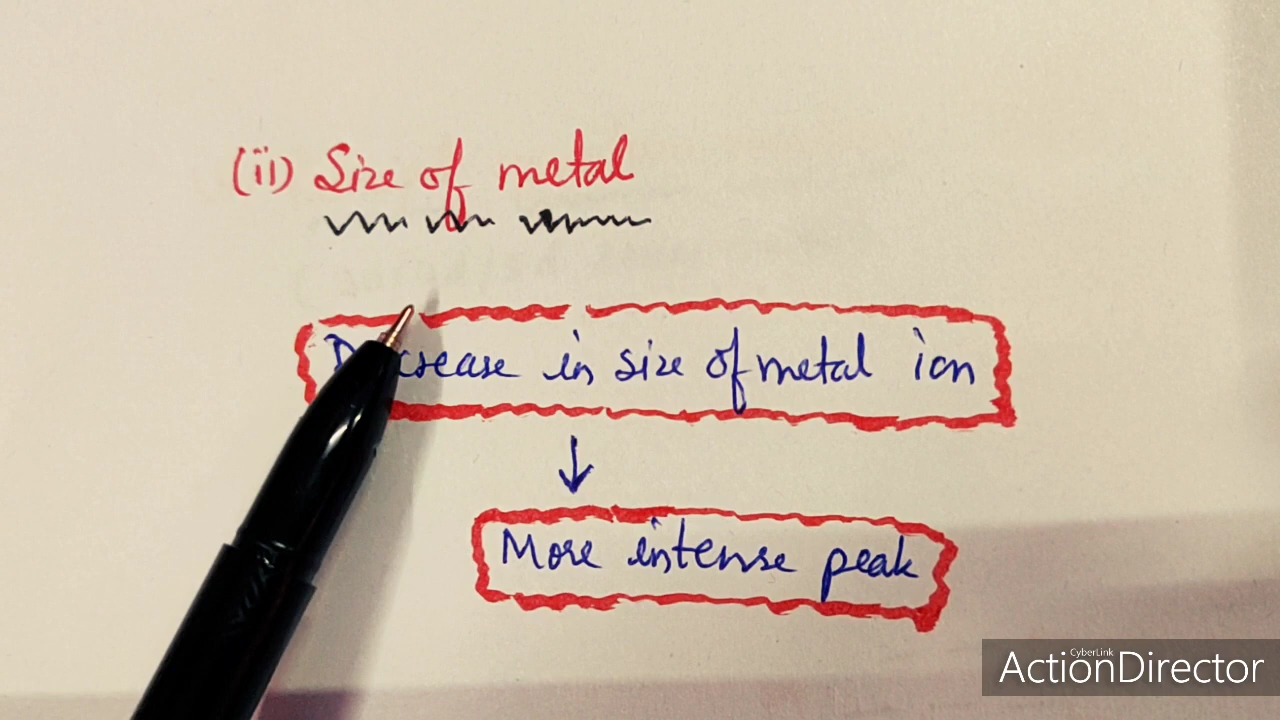 (ii) Size of metal
Decrease in size of metal ion
↓
More intense peak
CyberLink
ActionDirector